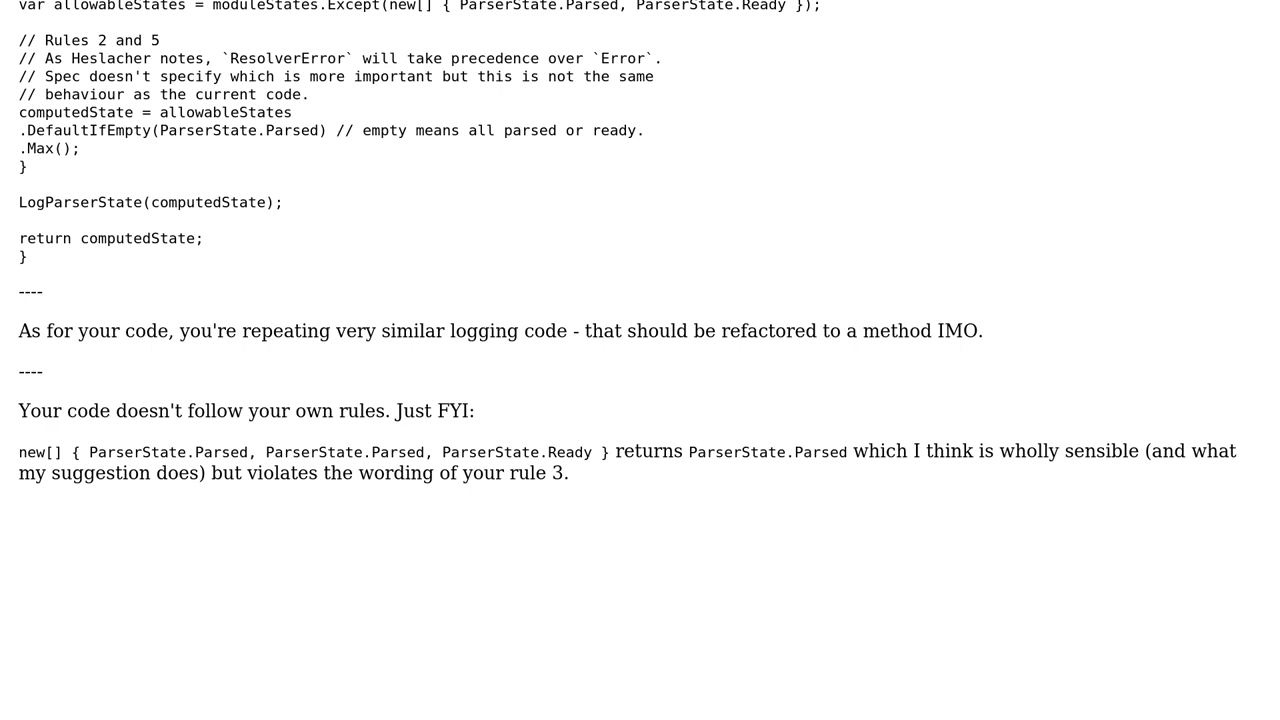 var allowableStates = moduleStates.Except(new[] { ParserState.Parsed, ParserState.Ready });
// Rules 2 and 5
// As Heslacher notes, `ResolverError` will take precedence over `Error`.
// Spec doesn't specify which is more important but this is not the same
// behaviour as the current code.
computedState = allowableStates
.DefaultIfEmpty(ParserState.Parsed) // empty means all parsed or ready.
.Max();
}
LogParserState(computedState);
return computedState;
}
----
As for your code, you're repeating very similar logging code - that should be refactored to a method IMO.
----
Your code doesn't follow your own rules. Just FYI:
new[] { ParserState.Parsed, ParserState.Parsed, ParserState.Ready } returns ParserState.Parsed which I think is wholly sensible (and what
my suggestion does) but violates the wording of your rule 3.